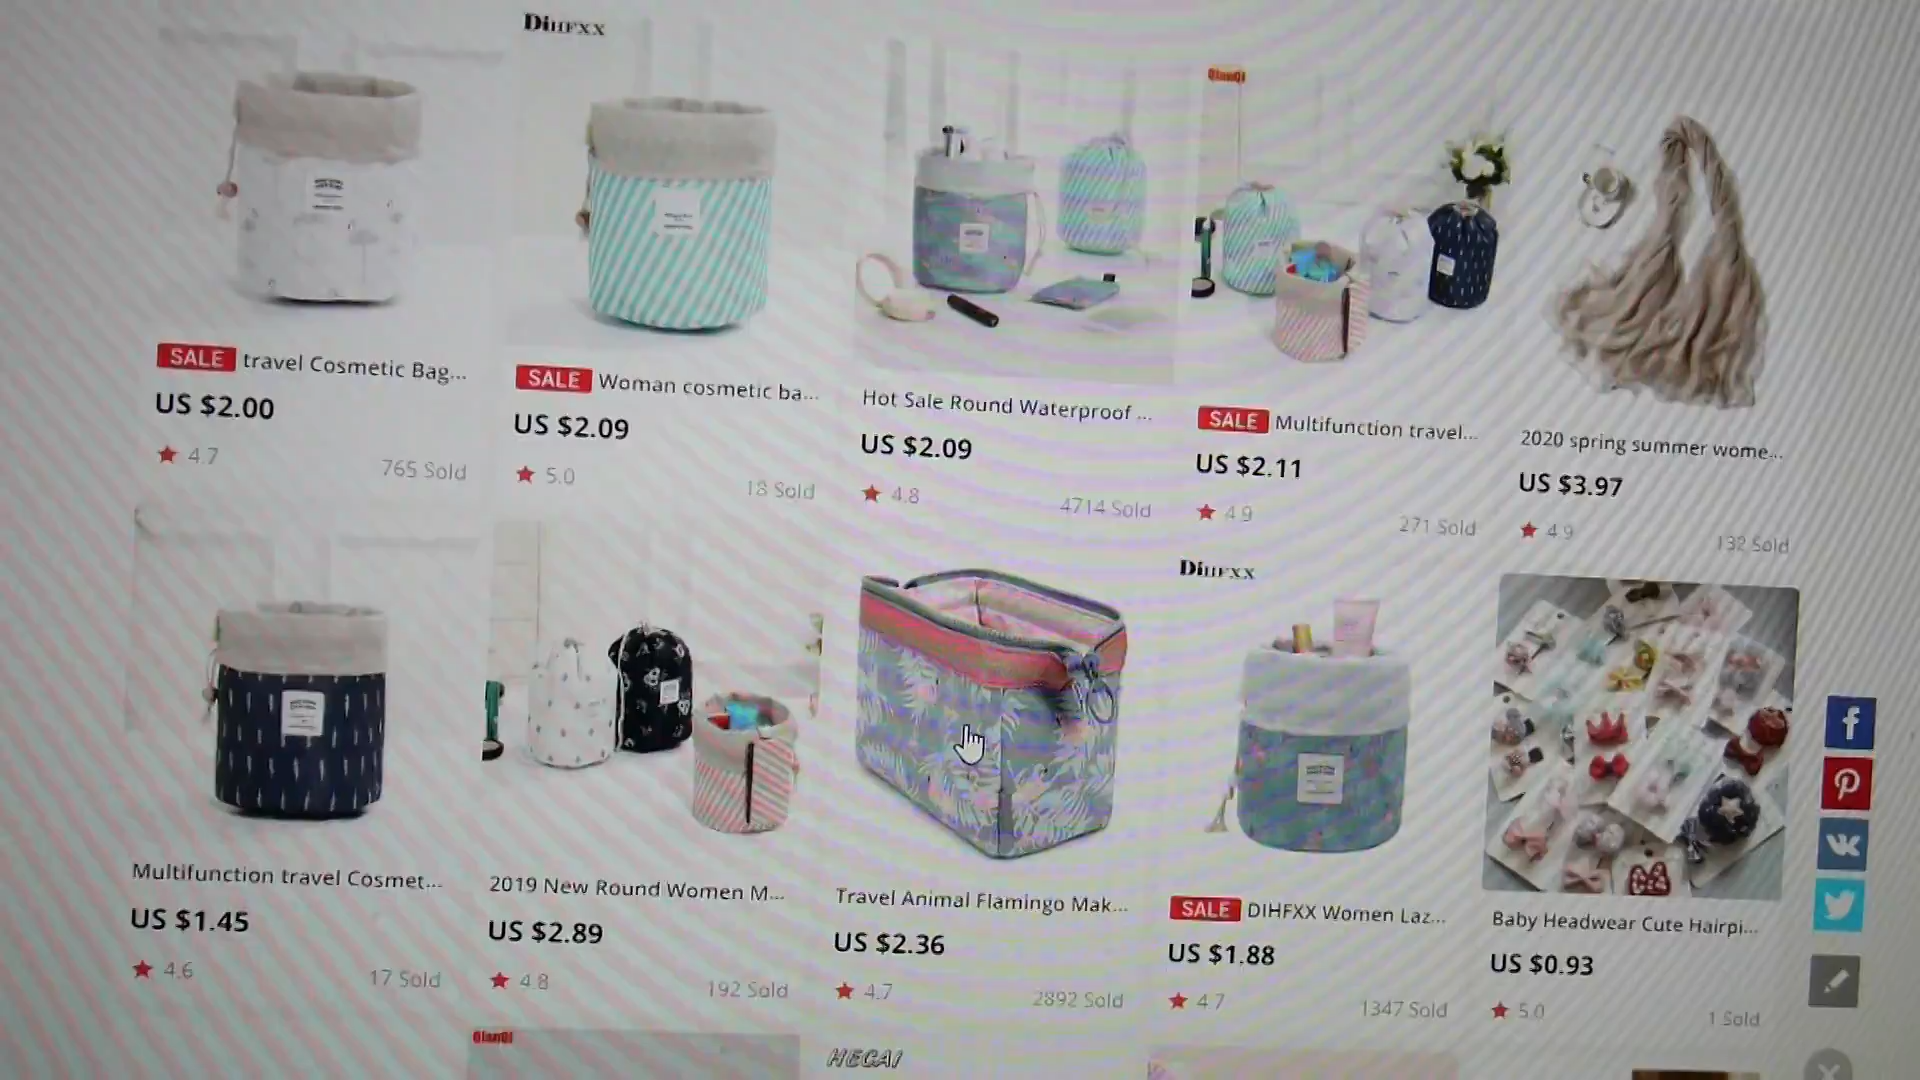 DIHFXX
QianQi
SALE travel Cosmetic Bag...
US $2.00
4.7
765 Sold
SALE Woman cosmetic ba...
US $2.09
5.0
18 Sold
Hot Sale Round Waterproof ...
US $2.09
4.8
4714 Sold
SALE Multifunction travel...
US $2.11
4.9
271 Sold
2020 spring summer wome...
US $3.97
4.9
132 Sold
DIHFXX
Multifunction travel Cosmet...
US $1.45
4.6
17 Sold
2019 New Round Women M...
US $2.89
4.8
192 Sold
Travel Animal Flamingo Mak...
US $2.36
4.7
2892 Sold
SALE DIHFXX Women Laz...
US $1.88
4.7
1347 Sold
Baby Headwear Cute Hairpi...
US $0.93
5.0
1 Sold
QianQi
HECAI